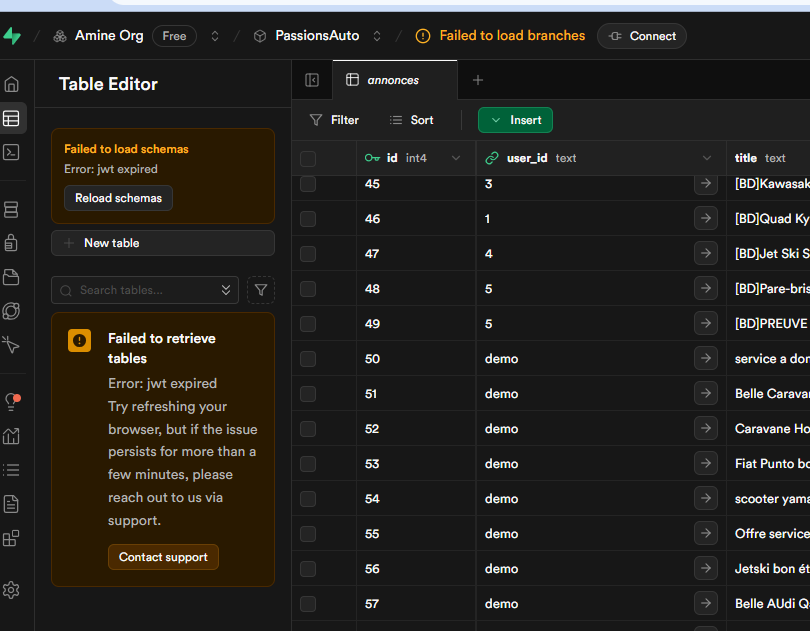 Amine Org Free PassionsAuto Failed to load branches Connect
Table Editor
annonces
Failed to load schemas
Error: jwt expired
Reload schemas
New table
Search tables...
Failed to retrieve
tables
Error: jwt expired
Try refreshing your
browser, but if the issue
persists for more than a
few minutes, please
reach out to us via
support.
Contact support
Filter Sort Insert
id int4 user_id text title text
45 3 [BD]Kawasak
46 1 [BD]Quad Ky
47 4 [BD]Jet Ski S
48 5 [BD]Pare-bris
49 5 [BD]PREUVE
50 demo service a dom
51 demo Belle Carava
52 demo Caravane Ho
53 demo Fiat Punto bo
54 demo scooter yama
55 demo Offre service
56 demo Jetski bon ét
57 demo Belle AUdi Q